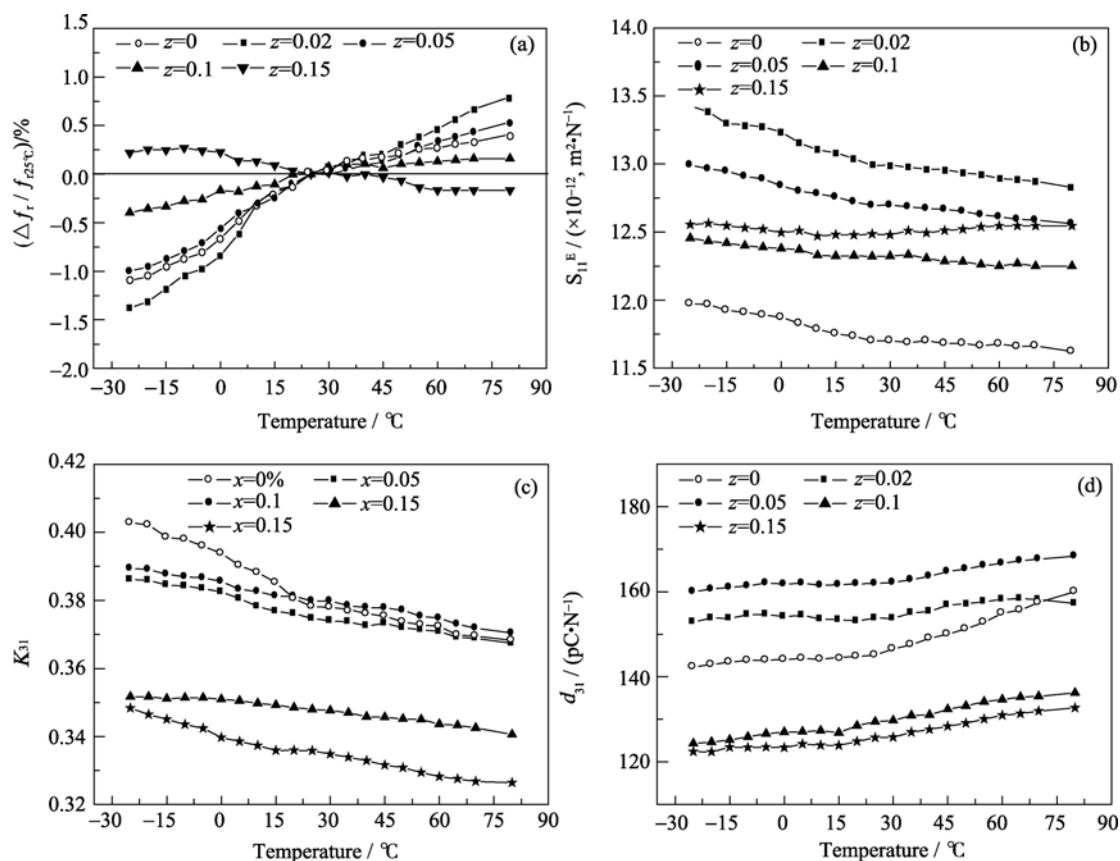 (a)
z=0 z=0.02 z=0.05
z=0.1 z=0.15
1.5
1.0
0.5
0.0
−0.5
−1.0
−1.5
−2.0
(△fr / fr25℃)/%
−30 −15 0 15 30 45 60 75 90
Temperature / ℃
(b)
z=0 z=0.02
z=0.05 z=0.1
z=0.15
14.0
13.5
13.0
12.5
12.0
11.5
S11E / (×10−12, m2•N−1)
−30 −15 0 15 30 45 60 75 90
Temperature / ℃
(c)
x=0% x=0.05
x=0.1 x=0.15
x=0.15
0.42
0.40
0.38
0.36
0.34
0.32
K31
−30 −15 0 15 30 45 60 75 90
Temperature / ℃
(d)
z=0 z=0.02
z=0.05 z=0.1
z=0.15
180
160
140
120
d31 / (pC•N−1)
−30 −15 0 15 30 45 60 75 90
Temperature / ℃